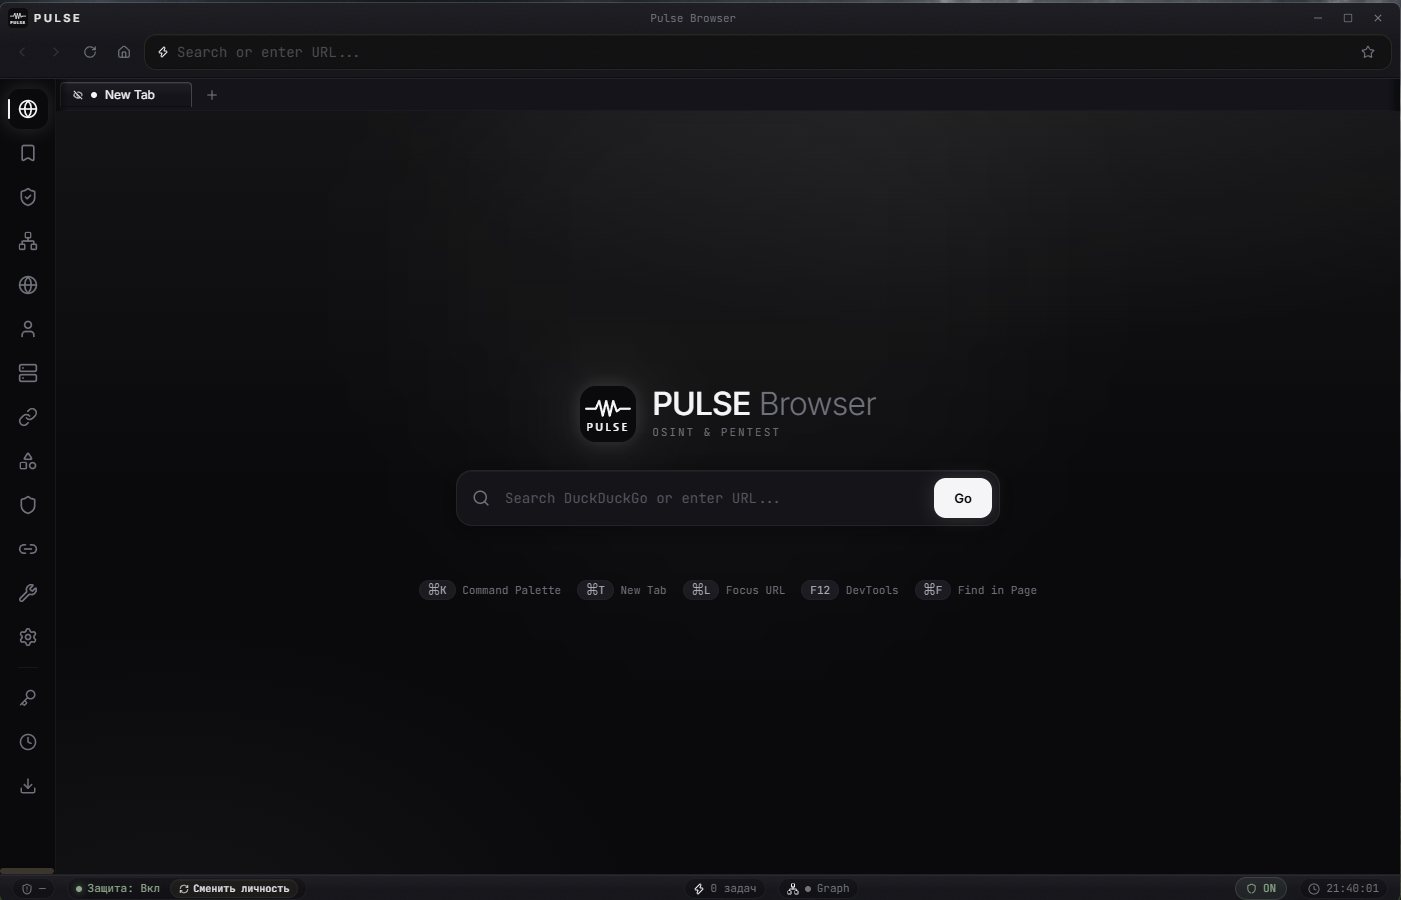 PULSE
PULSE
Pulse Browser
Search or enter URL...
New Tab
PULSE
PULSE Browser
OSINT & PENTEST
Search DuckDuckGo or enter URL...
Go
⌘K Command Palette ⌘T New Tab ⌘L Focus URL F12 DevTools ⌘F Find in Page
— Защита: Вкл Сменить личность 0 задач Graph ON 21:40:01